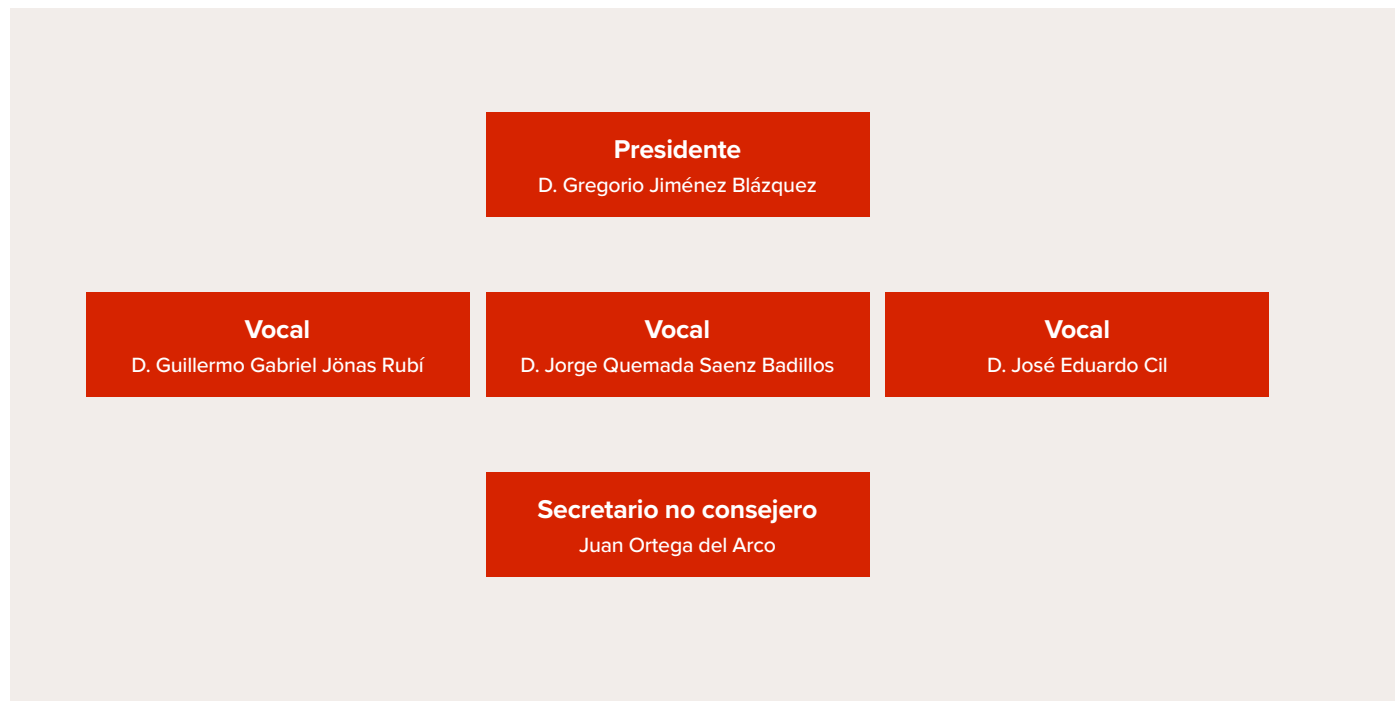 Presidente
D. Gregorio Jiménez Blázquez
Vocal
D. Guillermo Gabriel Jönas Rubí
Vocal
D. Jorge Quemada Saenz Badillos
Vocal
D. José Eduardo Cil
Secretario no consejero
Juan Ortega del Arco